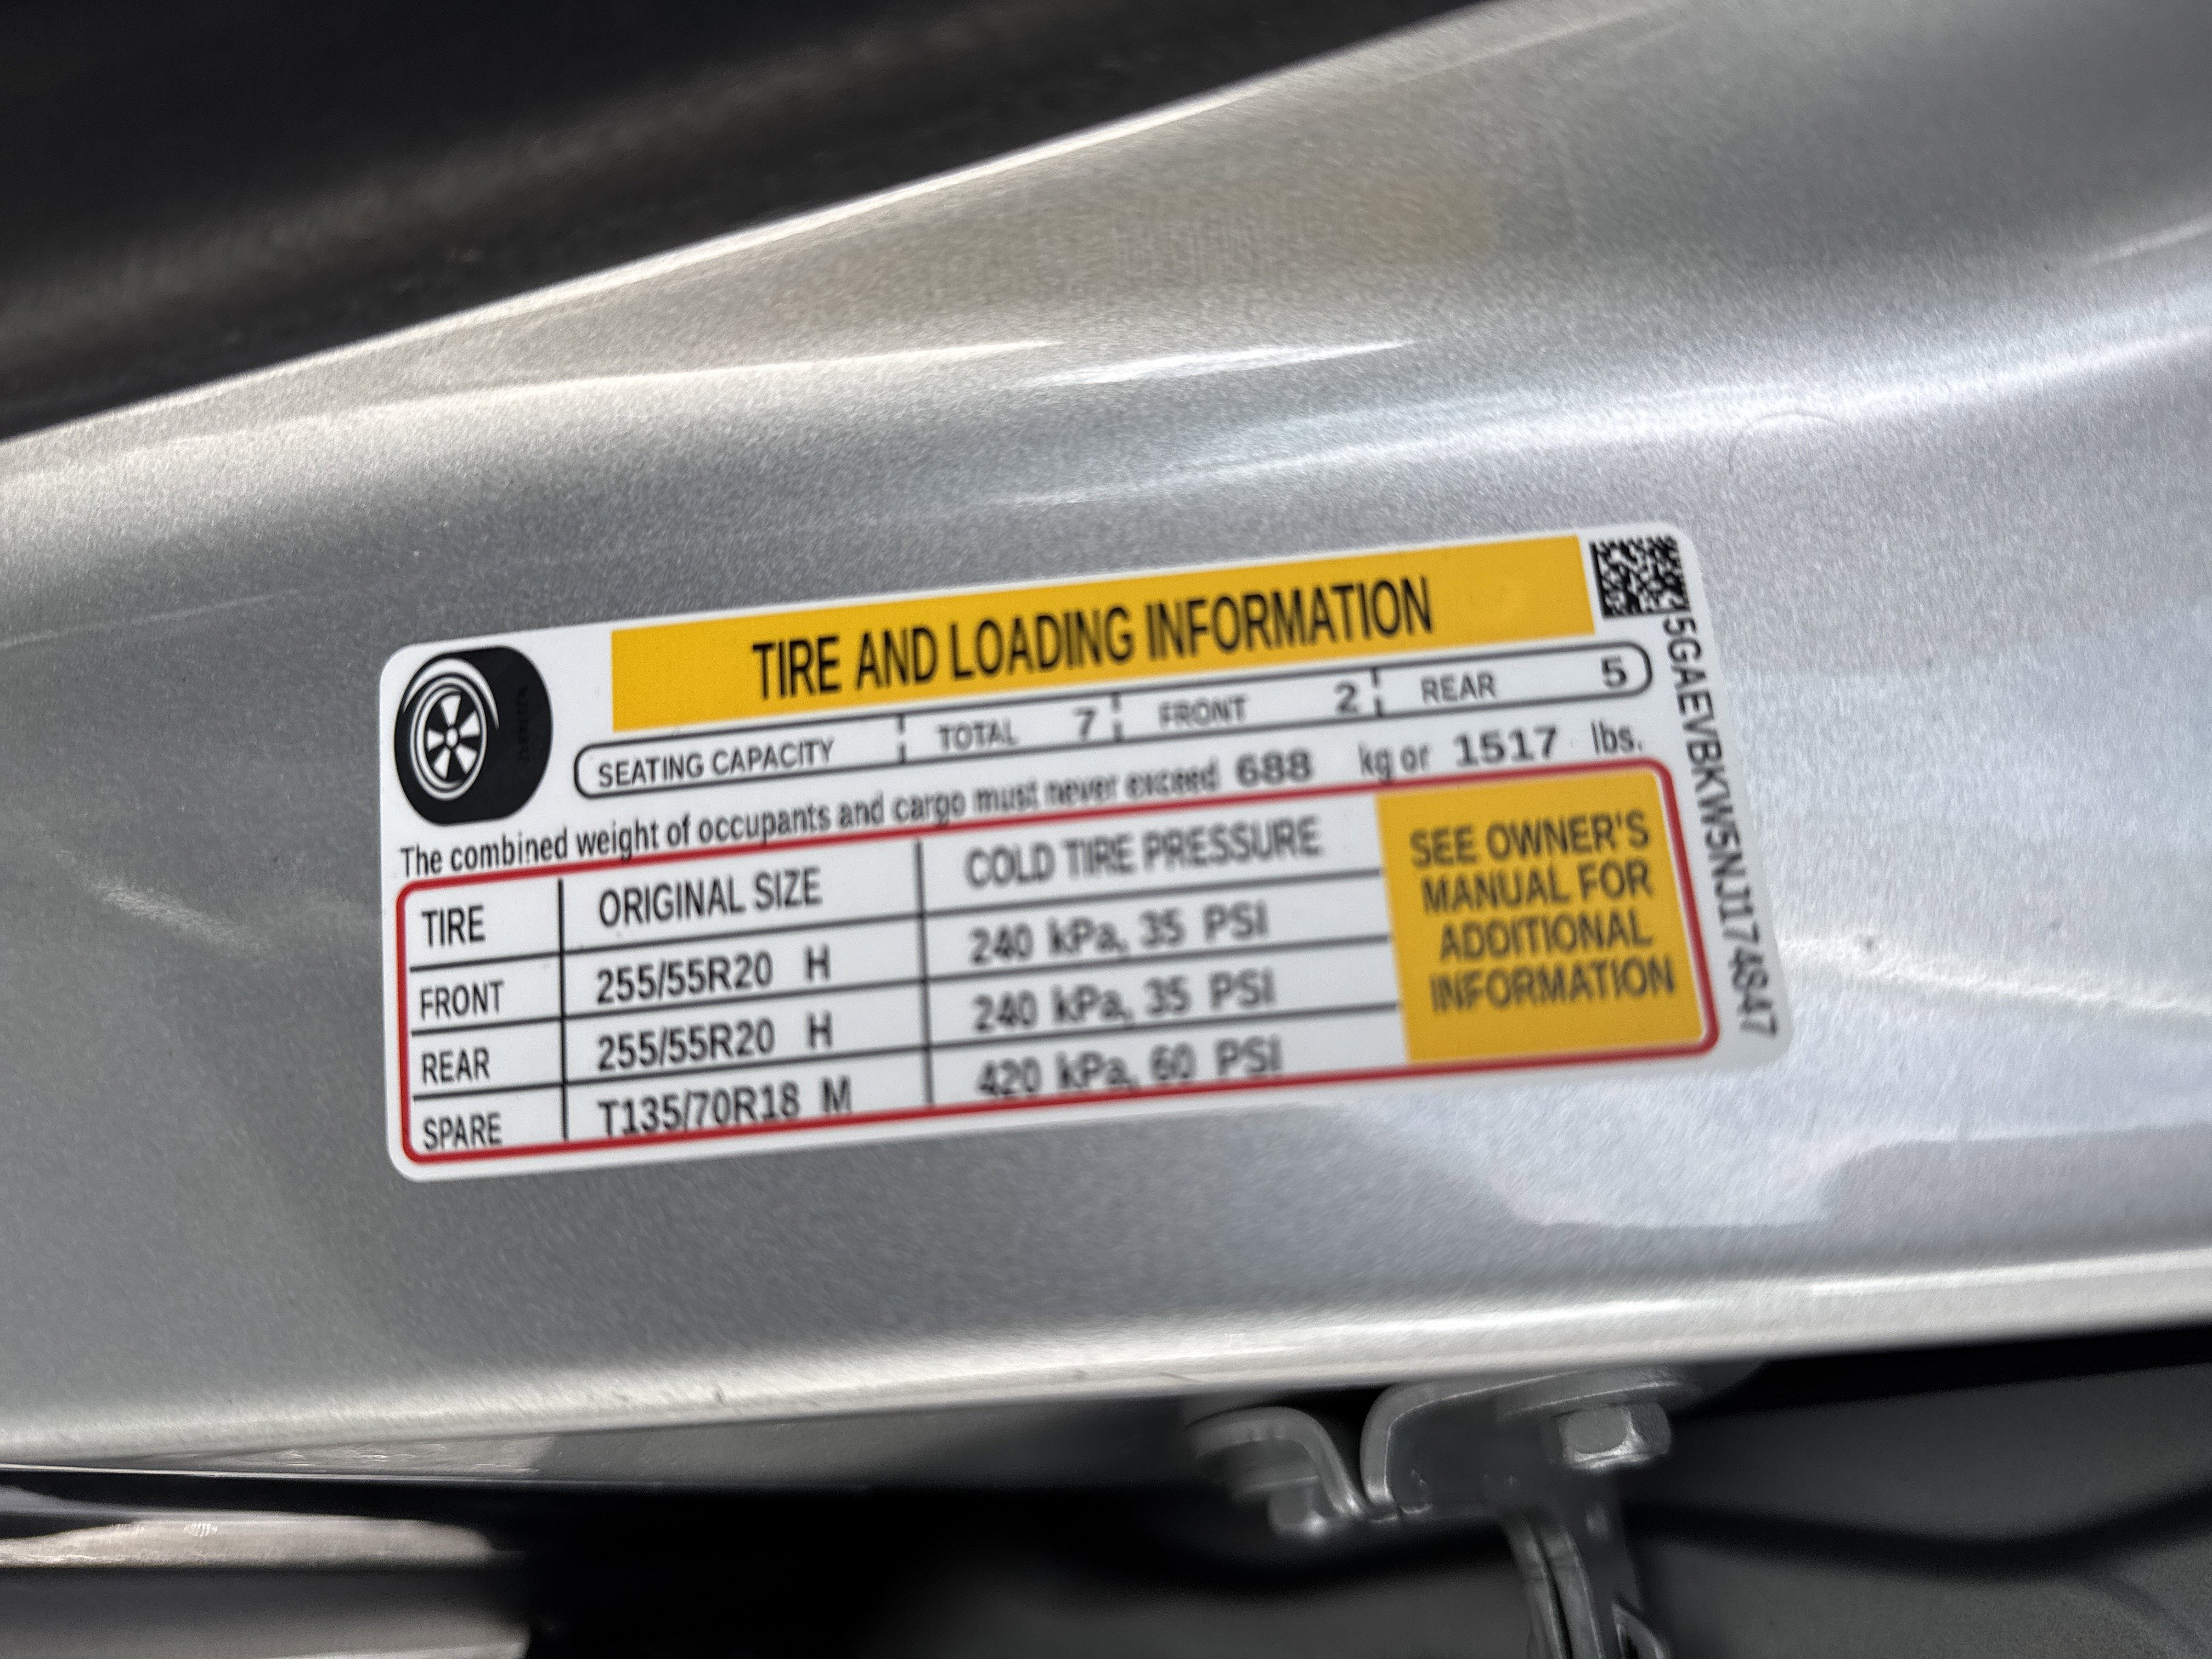 TIRE AND LOADING INFORMATION
SEATING CAPACITY TOTAL 7 FRONT 2 REAR 5
The combined weight of occupants and cargo must never exceed 688 kg or 1517 lbs.
TIRE ORIGINAL SIZE COLD TIRE PRESSURE
FRONT 255/55R20 H 240 kPa, 35 PSI
REAR 255/55R20 H 240 kPa, 35 PSI
SPARE T135/70R18 M 420 kPa, 60 PSI
SEE OWNER'S
MANUAL FOR
ADDITIONAL
INFORMATION
5GAEVBKW5NJ174847